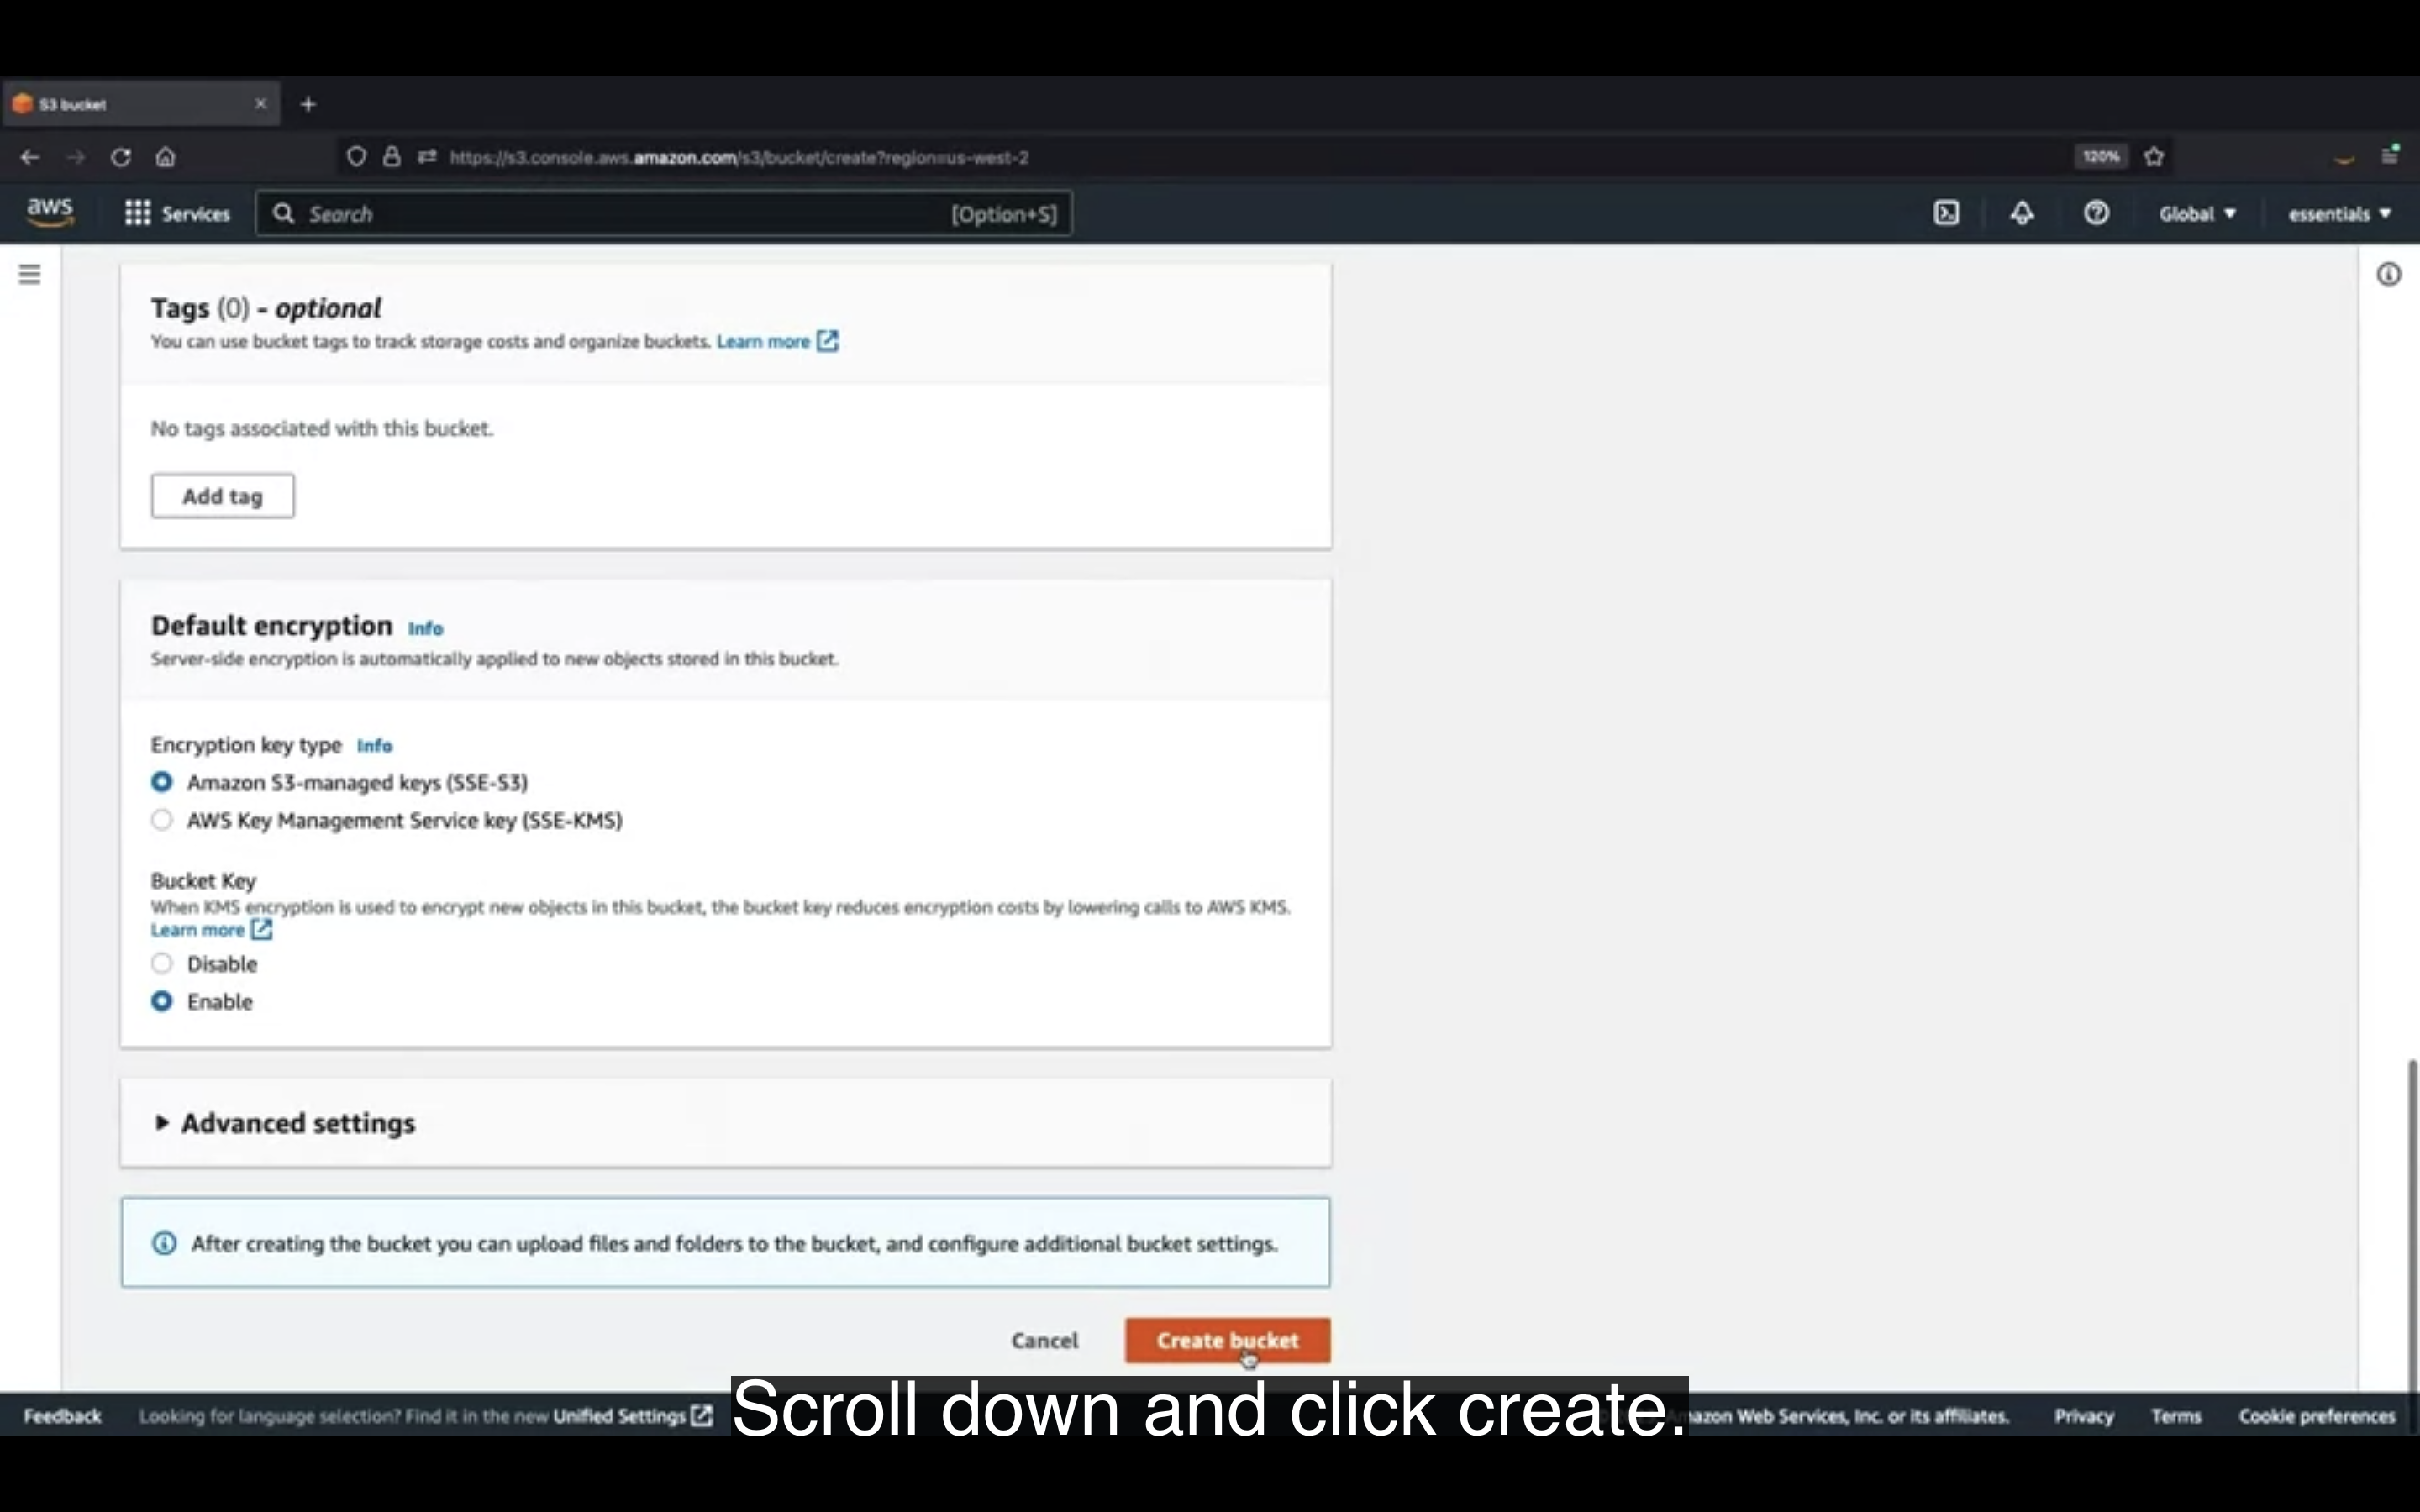 S3 bucket
https://s3.console.aws.amazon.com/s3/bucket/create?region=us-west-2
120%
aws
Services
Search
[Option+S]
Global
essentials
Tags (0) - optional
You can use bucket tags to track storage costs and organize buckets. Learn more
No tags associated with this bucket.
Add tag
Default encryption Info
Server-side encryption is automatically applied to new objects stored in this bucket.
Encryption key type Info
Amazon S3-managed keys (SSE-S3)
AWS Key Management Service key (SSE-KMS)
Bucket Key
When KMS encryption is used to encrypt new objects in this bucket, the bucket key reduces encryption costs by lowering calls to AWS KMS.
Learn more
Disable
Enable
Advanced settings
After creating the bucket you can upload files and folders to the bucket, and configure additional bucket settings.
Cancel
Create bucket
Scroll down and click create.
Feedback
Looking for language selection? Find it in the new Unified Settings
mazon Web Services, Inc. or its affiliates.
Privacy
Terms
Cookie preferences